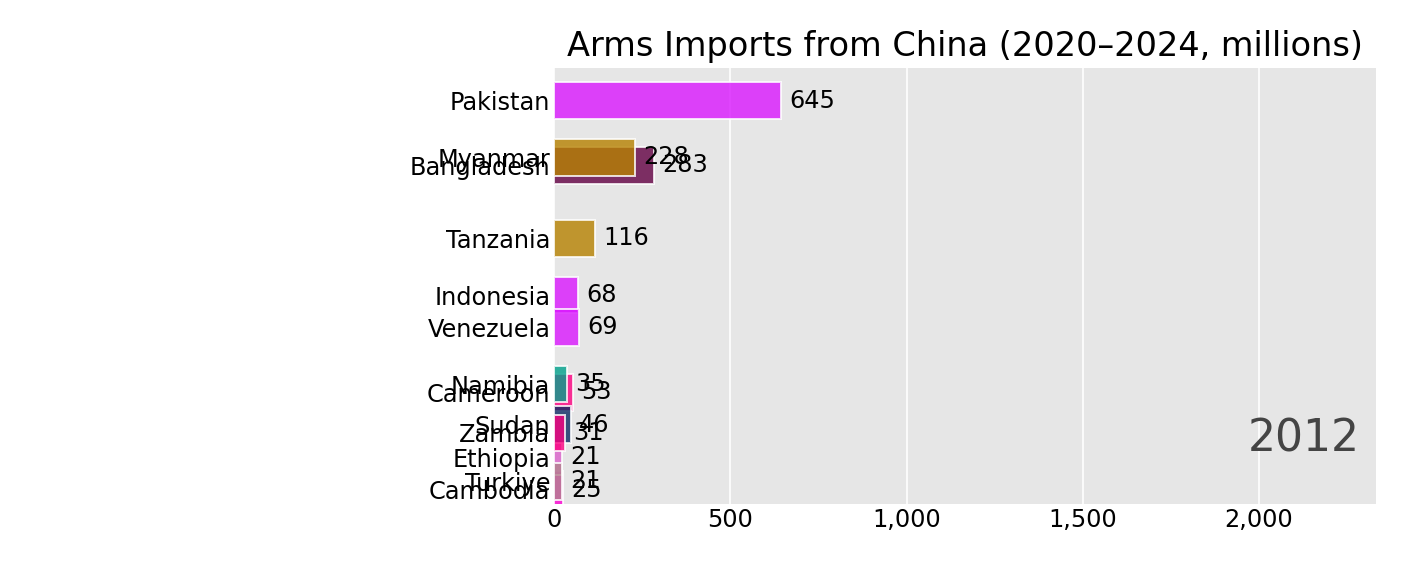 Arms Imports from China (2020–2024, millions)
Pakistan 645
Myanmar 228
Bangladesh 283
Tanzania 116
Indonesia 68
Venezuela 69
Namibia 35
Cameroon 53
Sudan 46
Zambia 31
Ethiopia 21
Turkiye 21
Cambodia 25
2012
0 500 1,000 1,500 2,000